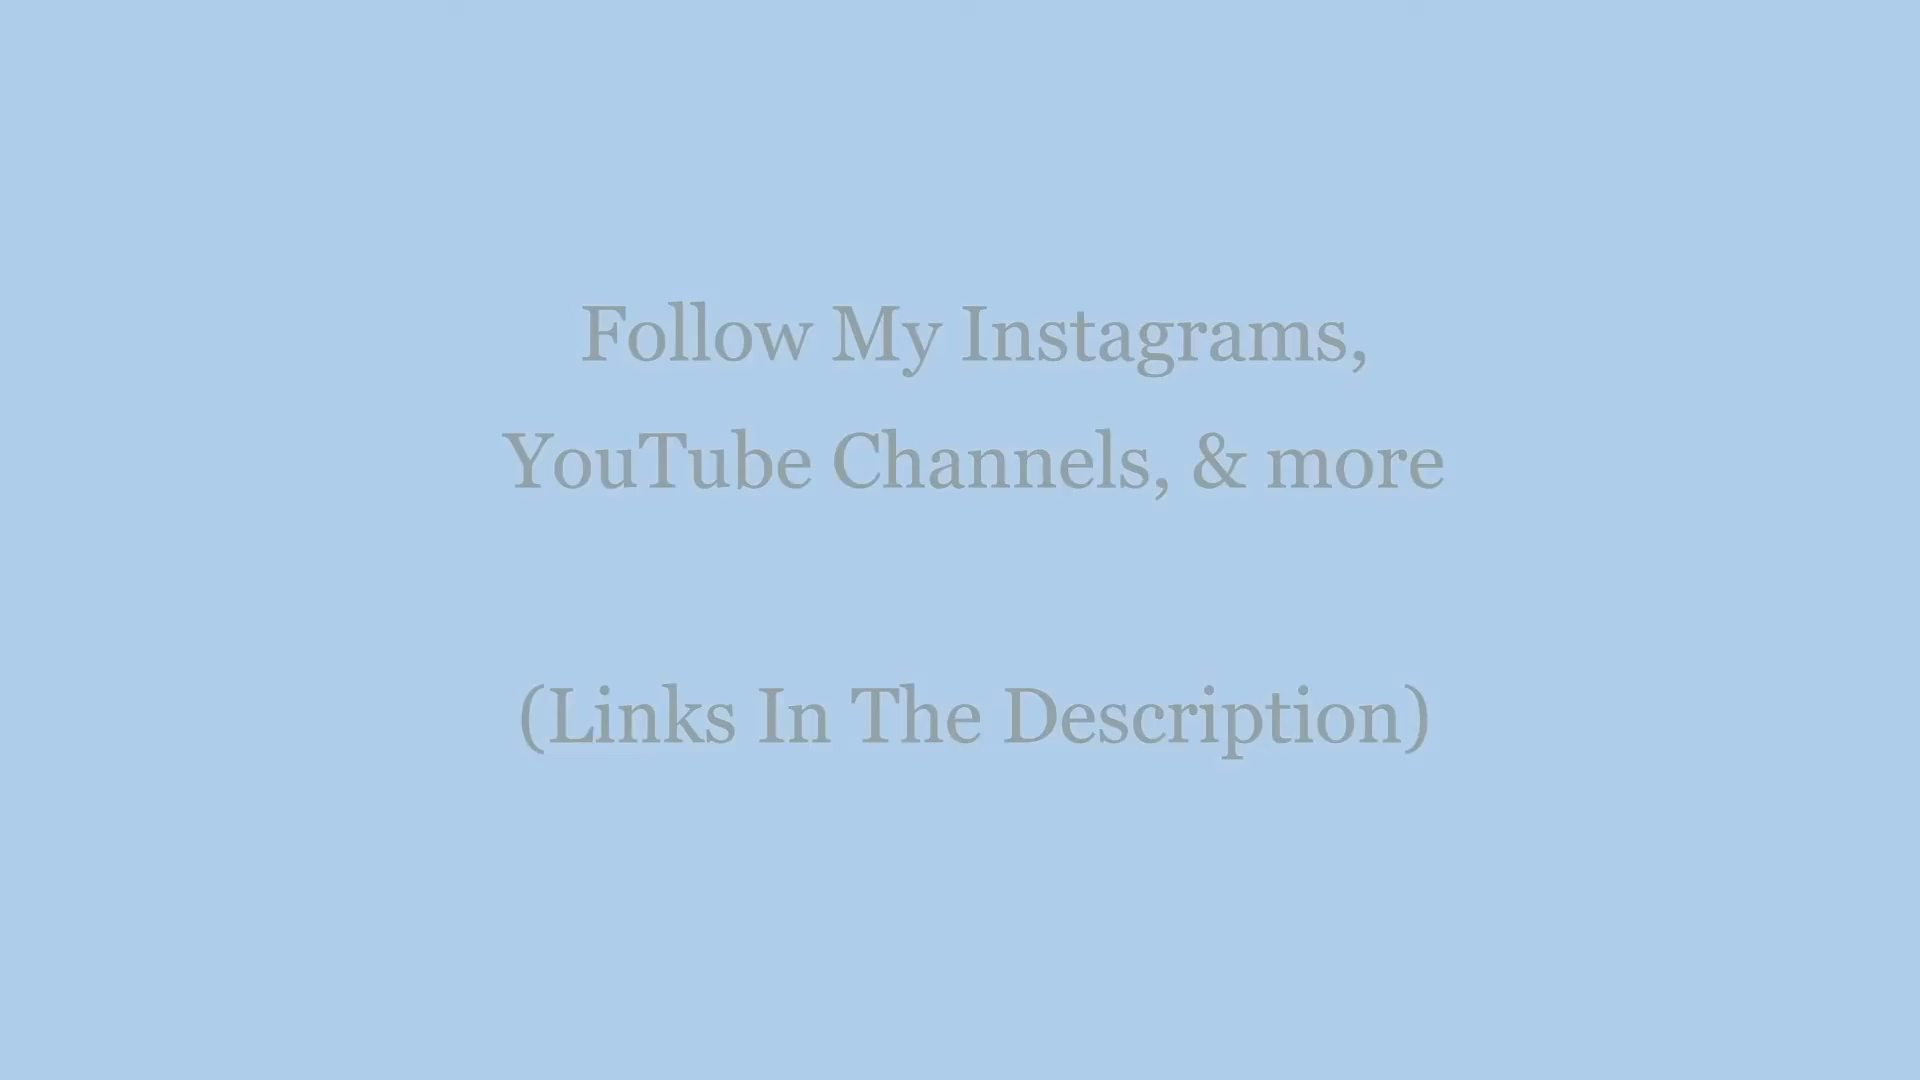 Follow My Instagrams,
YouTube Channels, & more
(Links In The Description)